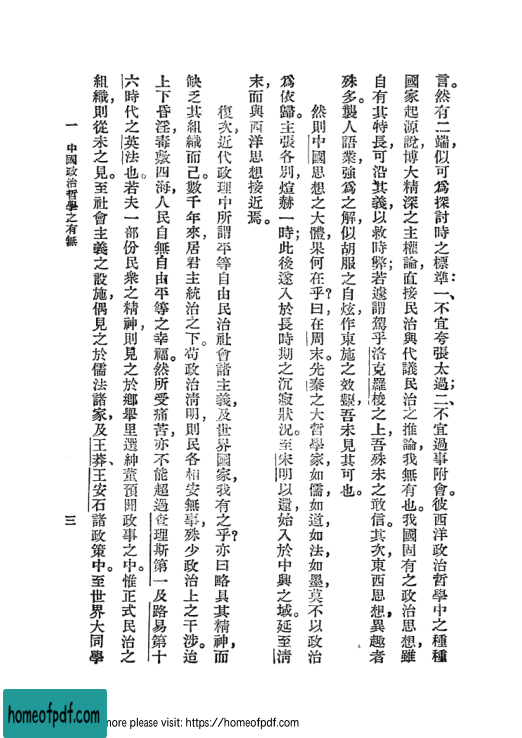 言。然有二端，似可爲探討時之標準：一、不宜夸張太過；二、不宜過事附會。彼西洋政治哲學中之種種
國家起源說，博大精深之主權論，直接民治與代議民治之推論，我無有也。我國固有之政治思想，雖
自有其特長，可沿其義，以救時弊；若遽謂駕乎洛克羅梭之上，吾殊未之敢信。其次，東西思想，異趣者
殊多。襲人語業，強爲之解，似胡服之自炫，作東施之效顰，吾未見其可也。
然則中國思想之大體，果何在乎？曰，在周末。先秦之大哲學家，如儒，如道，如法，如墨，莫不以政治
爲依歸。主張各別，煊赫一時；此後遂入於長時期之沉寂狀況。至宋明以還，始入於中興之域。延至清
末，而與西洋思想接近焉。
復次，近代政理中所謂平等自由民治社會諸主義，及世界國家，我有之乎？亦曰略具其精神，而
缺乏其組織而已。數千年來，居君主統治之下。苟政治清明，則民各相安無事，殊少政治上之干涉。迨
上下昏淫，毒敷四海，人民自無自由平等之幸福。然所受痛苦，亦不能超過查理斯第一及路易第十
六時代之英法也。若夫一部份民衆之精神，則見之於鄉舉里選紳董預聞政事之中。惟正式民治之
組織，則從未之見。至社會主義之設施，偶見之於儒法諸家，及王莽、王安石諸政策中。至世界大同學
一 中國政治哲學之有無
三
homeofpdf.com
more please visit: https://homeofpdf.com